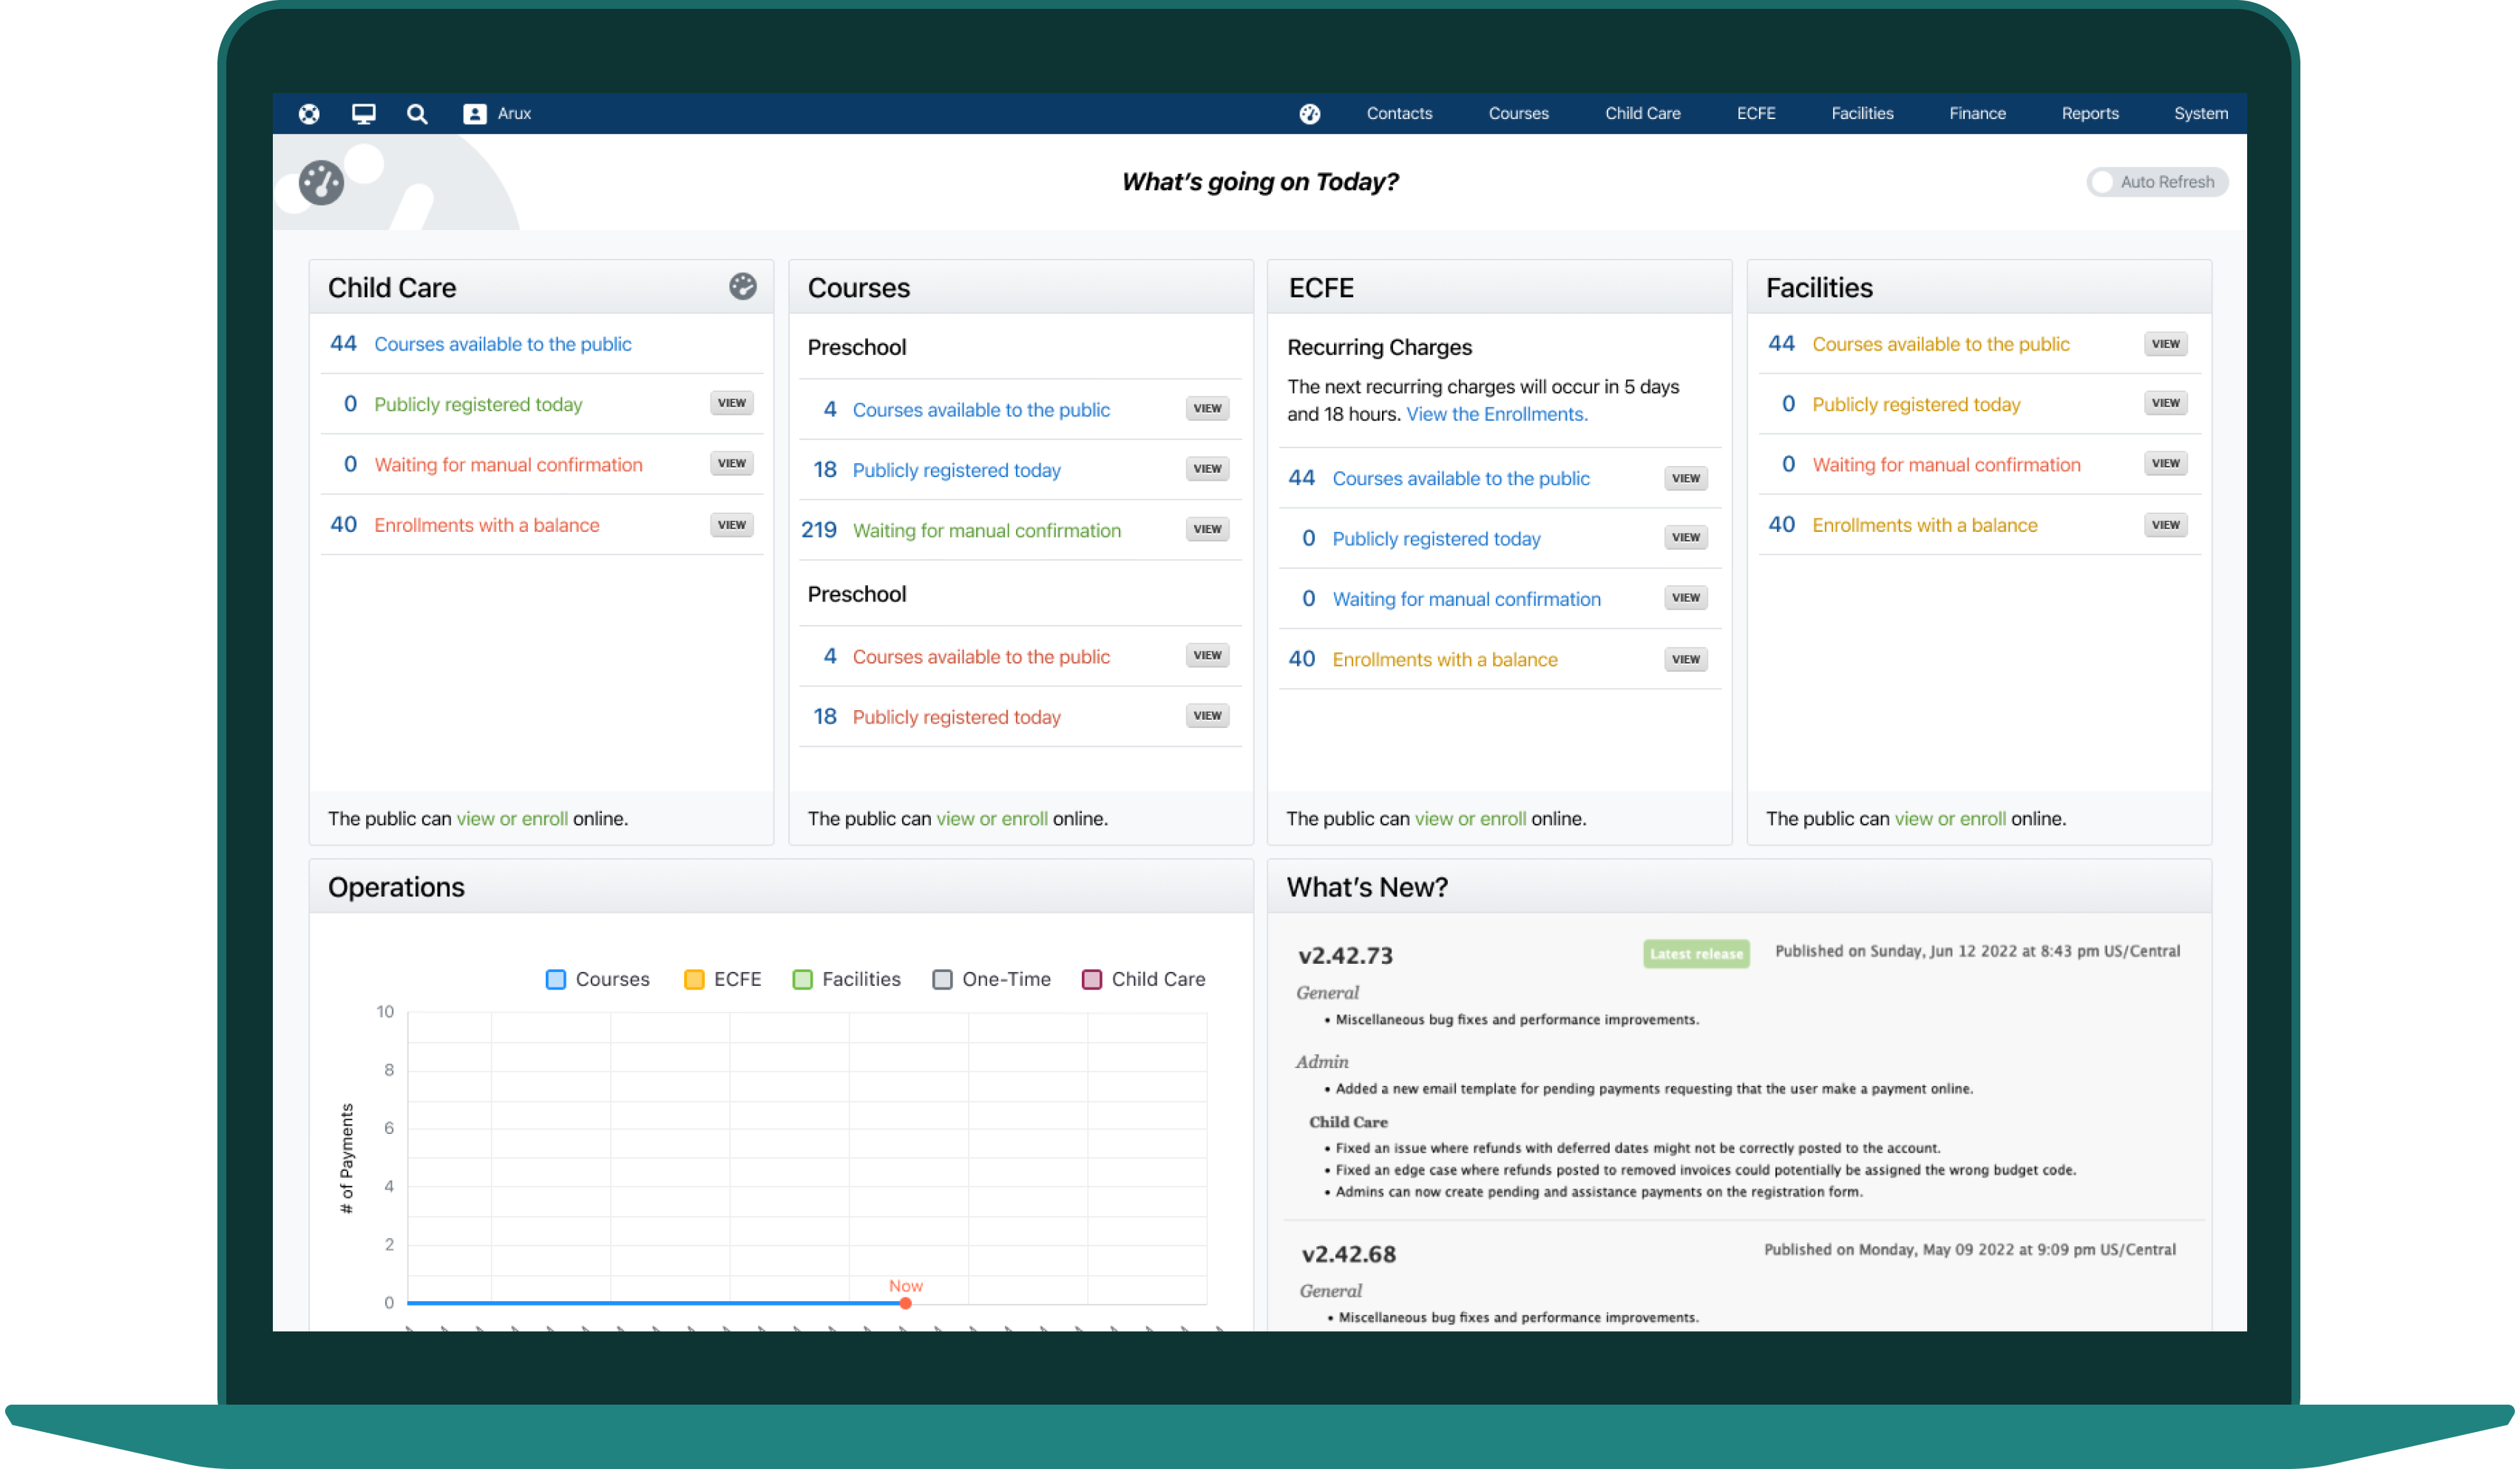 Arux
Contacts
Courses
Child Care
ECFE
Facilities
Finance
Reports
System
What's going on Today?
Auto Refresh
Child Care
44 Courses available to the public
0 Publicly registered today VIEW
0 Waiting for manual confirmation VIEW
40 Enrollments with a balance VIEW
The public can view or enroll online.
Courses
Preschool
4 Courses available to the public VIEW
18 Publicly registered today VIEW
219 Waiting for manual confirmation VIEW
Preschool
4 Courses available to the public VIEW
18 Publicly registered today VIEW
The public can view or enroll online.
ECFE
Recurring Charges
The next recurring charges will occur in 5 days
and 18 hours. View the Enrollments.
44 Courses available to the public VIEW
0 Publicly registered today VIEW
0 Waiting for manual confirmation VIEW
40 Enrollments with a balance VIEW
The public can view or enroll online.
Facilities
44 Courses available to the public VIEW
0 Publicly registered today VIEW
0 Waiting for manual confirmation VIEW
40 Enrollments with a balance VIEW
The public can view or enroll online.
Operations
Courses
ECFE
Facilities
One-Time
Child Care
# of Payments
10
8
6
4
2
0
Now
What's New?
v2.42.73 Latest release Published on Sunday, Jun 12 2022 at 8:43 pm US/Central
General
• Miscellaneous bug fixes and performance improvements.
Admin
• Added a new email template for pending payments requesting that the user make a payment online.
Child Care
• Fixed an issue where refunds with deferred dates might not be correctly posted to the account.
• Fixed an edge case where refunds posted to removed invoices could potentially be assigned the wrong budget code.
• Admins can now create pending and assistance payments on the registration form.
v2.42.68 Published on Monday, May 09 2022 at 9:09 pm US/Central
General
• Miscellaneous bug fixes and performance improvements.